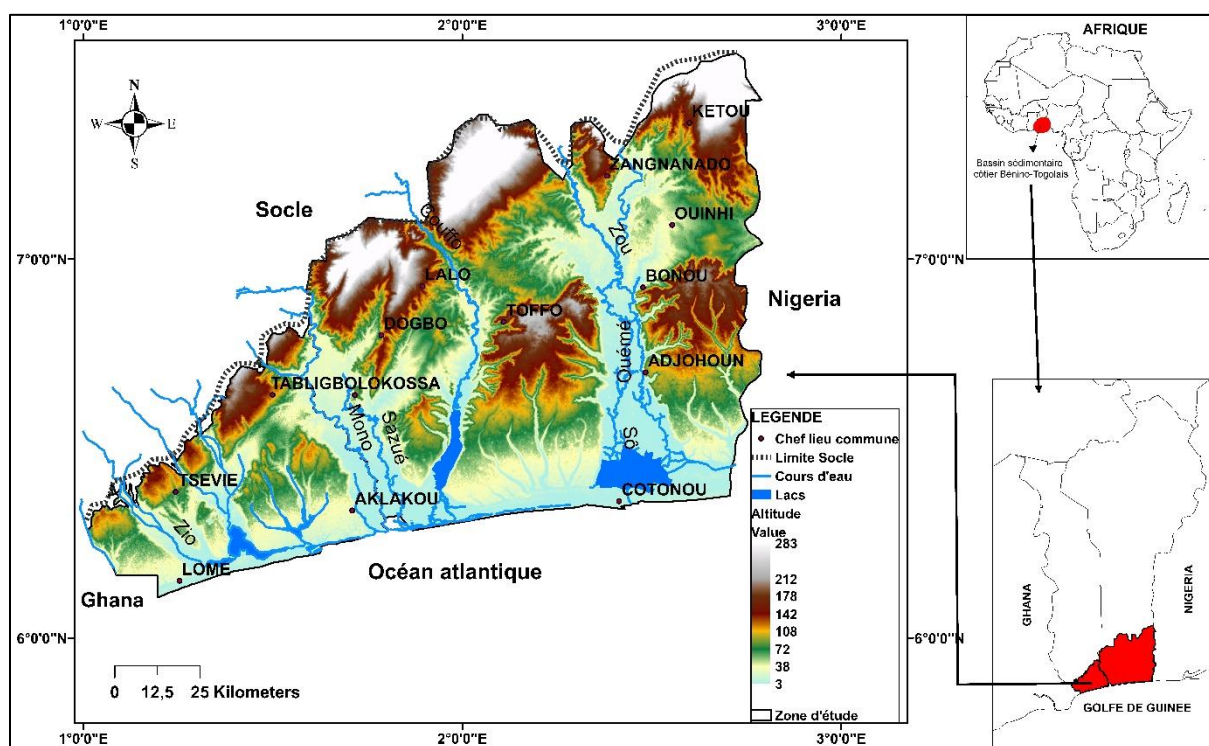 1°0'0"E
2°0'0"E
3°0'0"E
N
W
E
S
Socle
7°0'0"N
6°0'0"N
KETOU
ZANGNANADO
OUINHI
Zou
Couffo
LALO
BONOU
DOGBO
TOFFO
Nigeria
7°0'0"N
Ouémé
ADJOHOUN
TABLIGBOLOKOSSA
Mono
Sazué
Sô
TSEVIE
AKLAKOU
COTONOU
Zio
LOME
Ghana
Océan atlantique
6°0'0"N
0
12,5
25 Kilometers
LEGENDE
Chef lieu commune
Limite Socle
Cours d'eau
Lacs
Altitude
Value
283
212
178
142
108
72
38
3
Zone d'étude
1°0'0"E
2°0'0"E
3°0'0"E
AFRIQUE
Bassin sédimentaire
côtier Bénino-Togolais
GHANA
NIGERIA
GOLFE DE GUINEE